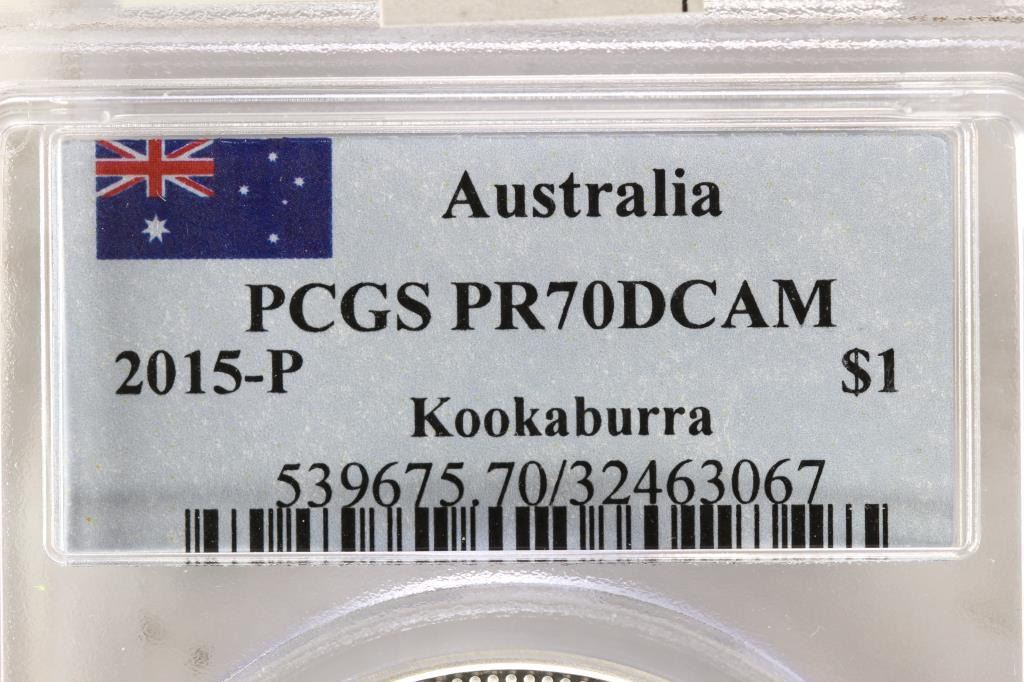 Australia
PCGS PR70DCAM
2015-P $1
Kookaburra
539675.70/32463067